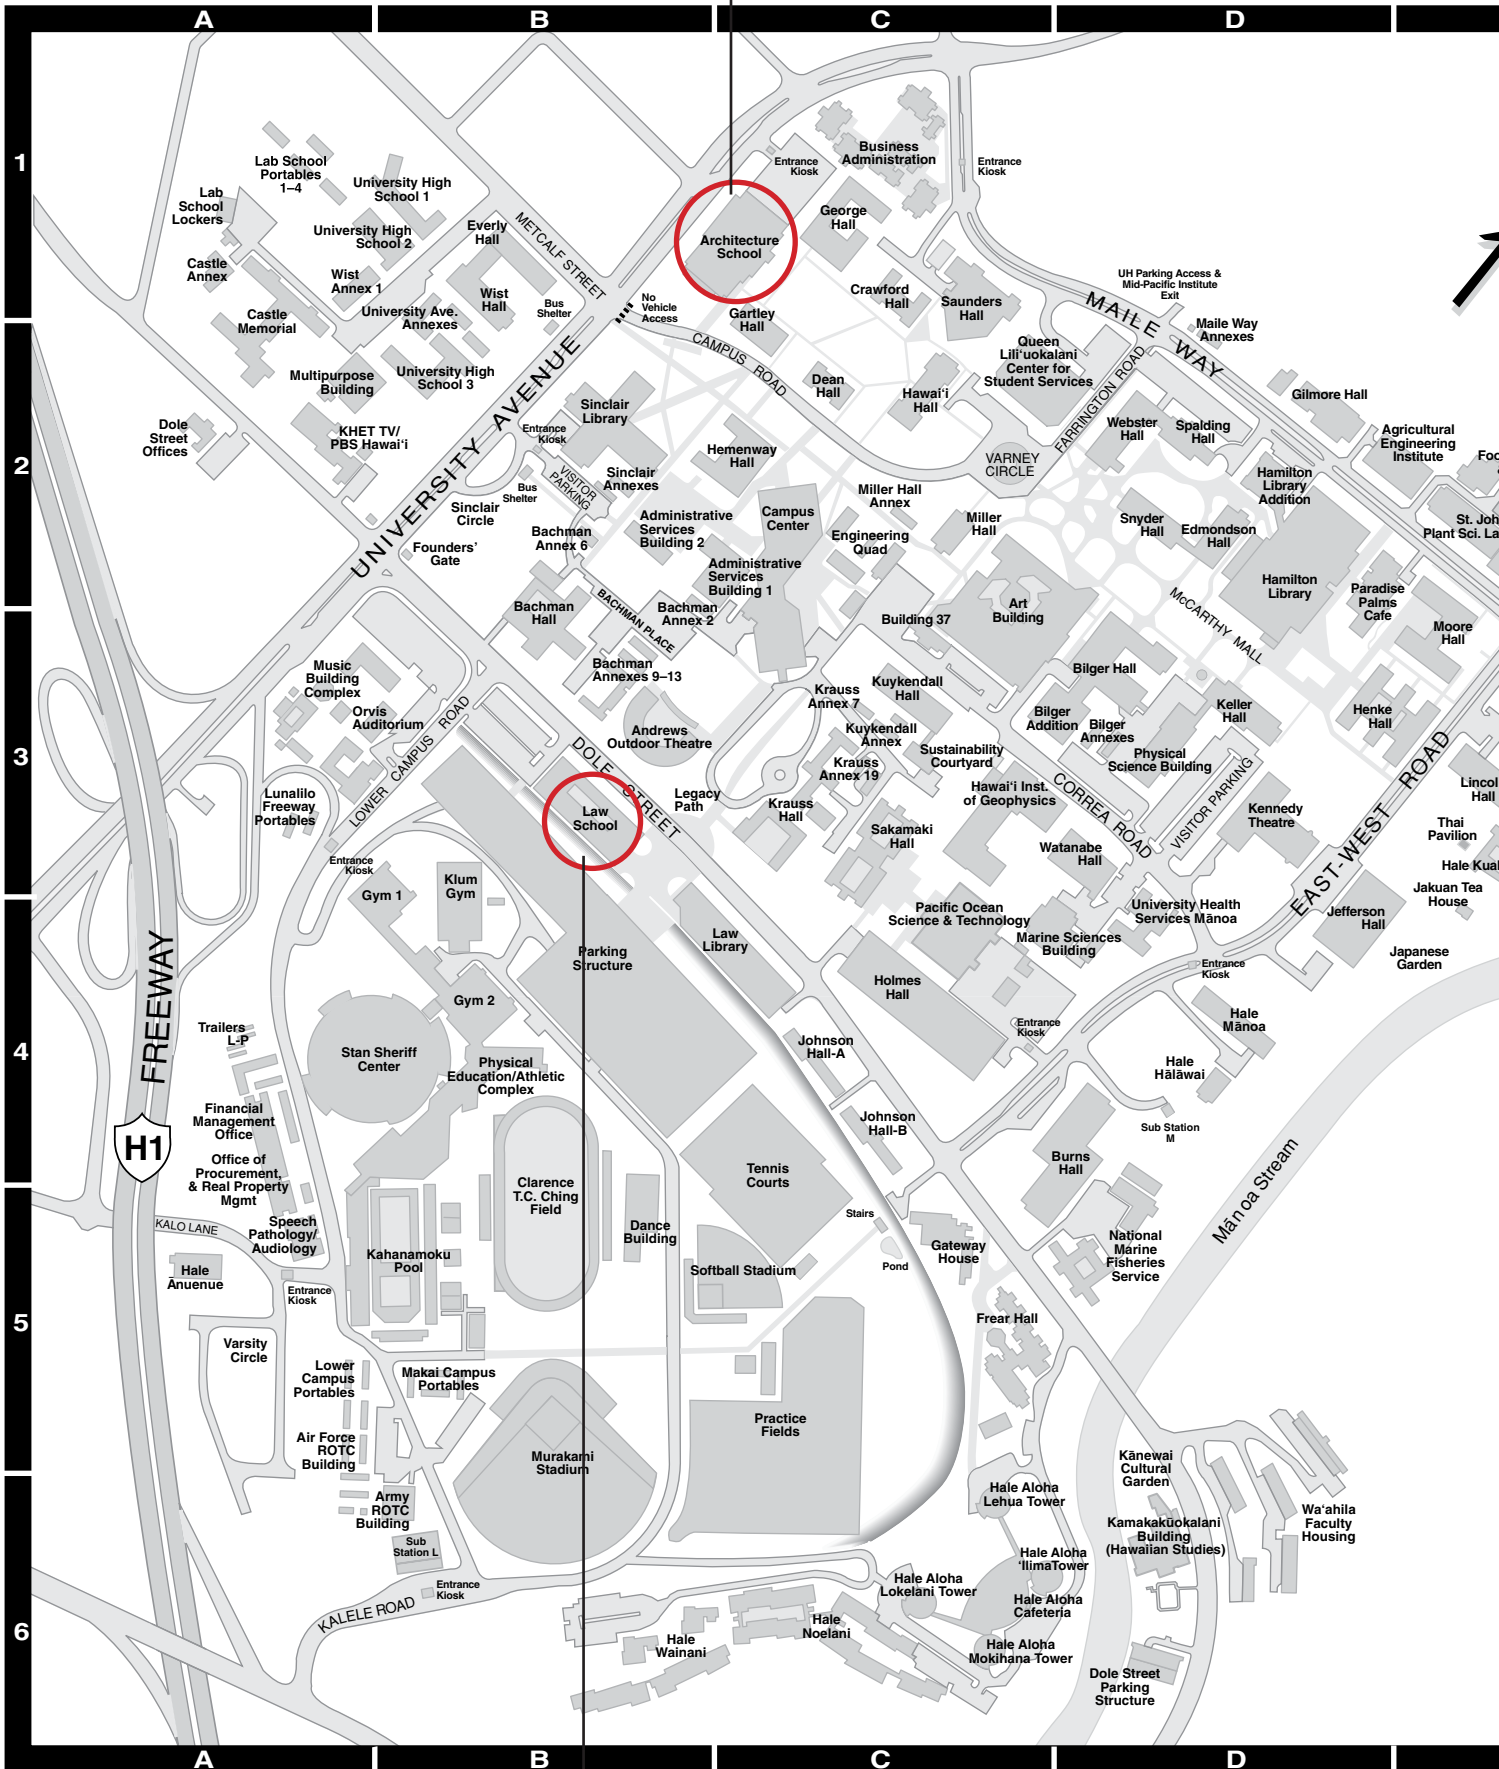 A
B
C
D
1
2
3
4
5
6
Lab School
Portables
1–4
University High
School 1
Lab
School
Lockers
University High
School 2
Castle
Annex
Wist
Annex 1
Castle
Memorial
University Ave.
Annexes
Everly
Hall
METCALF STREET
Wist
Hall
Bus
Shelter
No
Vehicle
Access
Entrance
Kiosk
Business
Administration
Entrance
Kiosk
George
Hall
Architecture
School
Gartley
Hall
Crawford
Hall
Saunders
Hall
UH Parking Access &
Mid-Pacific Institute
Exit
MAILE WAY
Maile Way
Annexes
Multipurpose
Building
University High
School 3
UNIVERSITY AVENUE
CAMPUS ROAD
Dean
Hall
Hawai‘i
Hall
Queen
Lili‘uokalani
Center for
Student Services
FARRINGTON ROAD
Gilmore Hall
Dole
Street
Offices
KHET TV/
PBS Hawai‘i
Sinclair
Library
Entrance
Kiosk
VISITOR
PARKING
Bus
Shelter
Sinclair
Annexes
Hemenway
Hall
VARNEY
CIRCLE
Webster
Hall
Spalding
Hall
Agricultural
Engineering
Institute
Foo
Hamilton
Library
Addition
Sinclair
Circle
Founders’
Gate
Bachman
Annex 6
Administrative
Services
Building 2
Campus
Center
Miller Hall
Annex
Engineering
Quad
Miller
Hall
Snyder
Hall
Edmondson
Hall
St. Joh
Plant Sci. La
Administrative
Services
Building 1
Hamilton
Library
Paradise
Palms
Cafe
Bachman
Hall
BACHMAN PLACE
Bachman
Annex 2
Building 37
Art
Building
McCARTHY MALL
Moore
Hall
Music
Building
Complex
Orvis
Auditorium
LOWER CAMPUS ROAD
Bachman
Annexes 9–13
Andrews
Outdoor Theatre
Krauss
Annex 7
Kuykendall
Hall
Kuykendall
Annex
Krauss
Annex 19
Sustainability
Courtyard
Bilger Hall
Bilger
Addition
Bilger
Annexes
Keller
Hall
Physical
Science Building
Henke
Hall
DOLE STREET
Legacy
Path
Krauss
Hall
Hawai‘i Inst.
of Geophysics
CORREA ROAD
VISITOR PARKING
Kennedy
Theatre
EAST-WEST ROAD
Lincol
Hall
Thai
Pavilion
Hale Kual
Lunalilo
Freeway
Portables
Entrance
Kiosk
Law
School
Sakamaki
Hall
Watanabe
Hall
Jakuan Tea
House
Gym 1
Klum
Gym
Parking
Structure
Law
Library
Pacific Ocean
Science & Technology
Marine Sciences
Building
University Health
Services Mānoa
Jefferson
Hall
Japanese
Garden
Entrance
Kiosk
FREEWAY
H1
Gym 2
Holmes
Hall
Entrance
Kiosk
Hale
Mānoa
Trailers
L-P
Stan Sheriff
Center
Physical
Education/Athletic
Complex
Johnson
Hall-A
Hale
Hālāwai
Financial
Management
Office
Johnson
Hall-B
Sub Station
M
Office of
Procurement,
& Real Property
Mgmt
Clarence
T.C. Ching
Field
Tennis
Courts
Burns
Hall
Mānoa Stream
KALO LANE
Speech
Pathology/
Audiology
Hale
Ānuenue
Entrance
Kiosk
Kahanamoku
Pool
Dance
Building
Softball Stadium
Stairs
Pond
Gateway
House
National
Marine
Fisheries
Service
Varsity
Circle
Frear Hall
Lower
Campus
Portables
Makai Campus
Portables
Practice
Fields
Air Force
ROTC
Building
Murakami
Stadium
Kānewai
Cultural
Garden
Army
ROTC
Building
Hale Aloha
Lehua Tower
Kamakakūokalani
Building
(Hawaiian Studies)
Wa‘ahila
Faculty
Housing
Sub
Station L
Hale Aloha
‘IlimaTower
Entrance
Kiosk
KALELE ROAD
Hale Aloha
Lokelani Tower
Hale Aloha
Cafeteria
Hale
Wainani
Hale
Noelani
Hale Aloha
Mokihana Tower
Dole Street
Parking
Structure
A
B
C
D